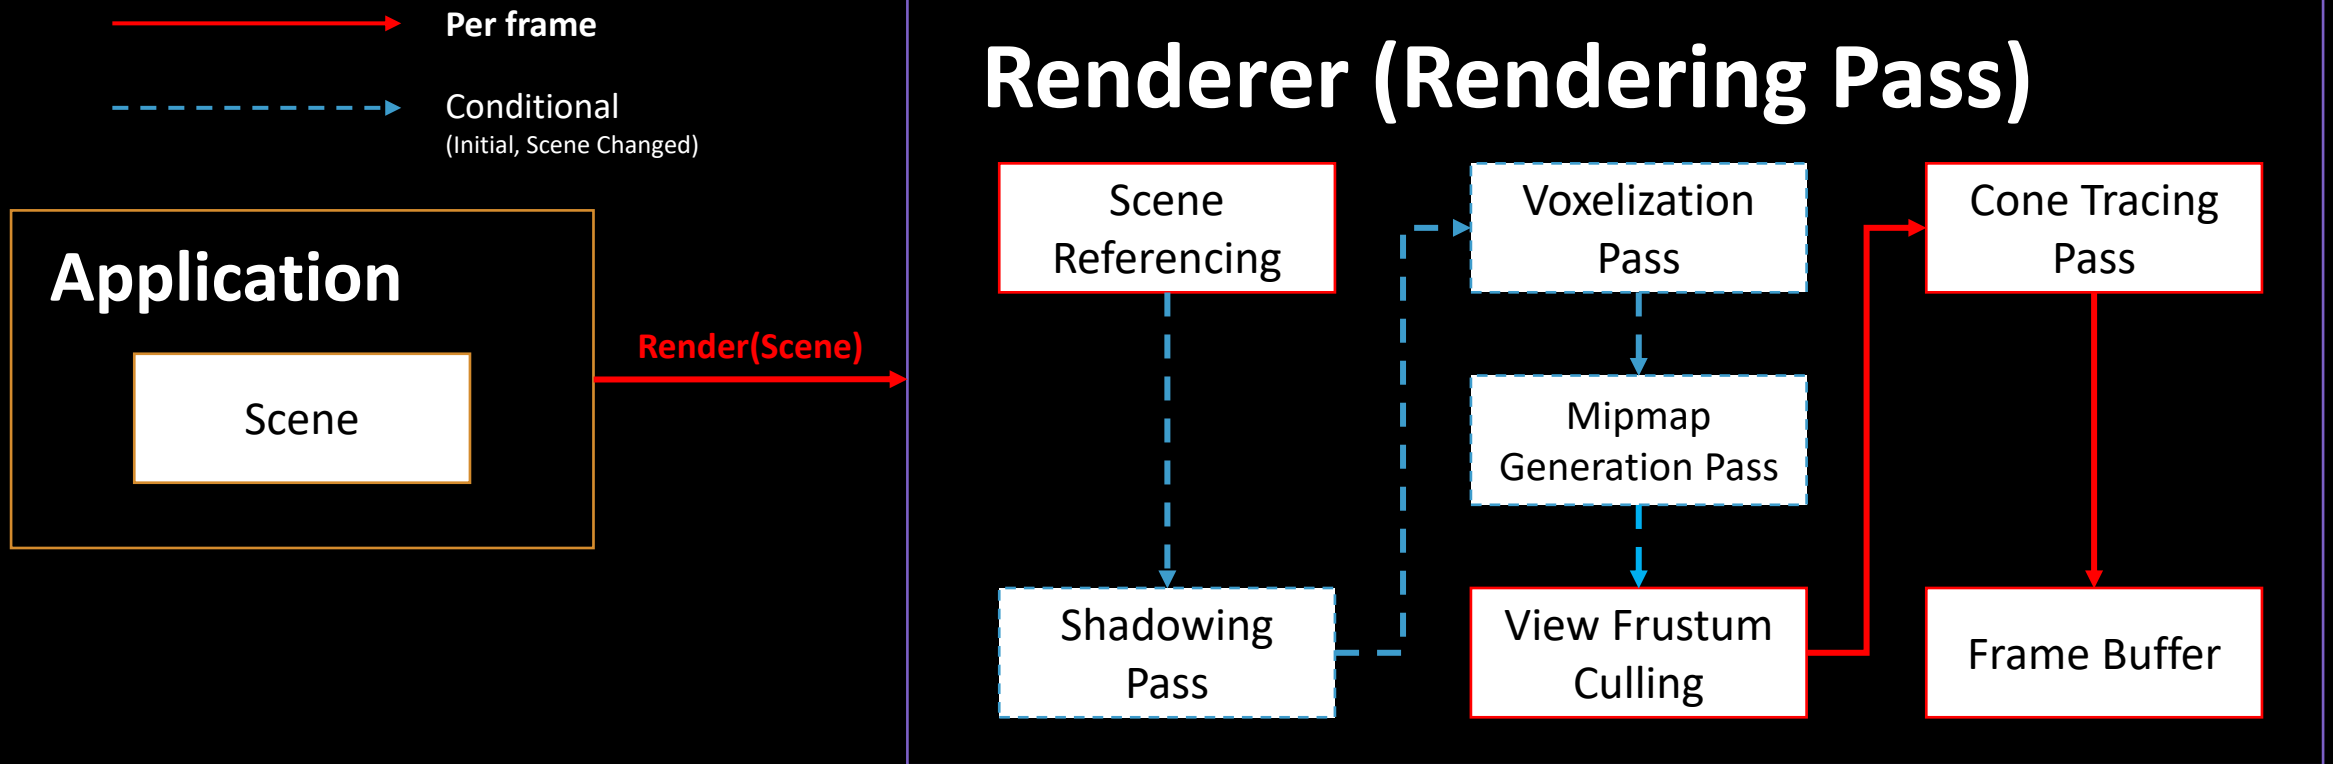 Per frame
Conditional
(Initial, Scene Changed)
Application
Scene
Render(Scene)
Renderer (Rendering Pass)
Scene
Referencing
Shadowing
Pass
Voxelization
Pass
Mipmap
Generation Pass
View Frustum
Culling
Cone Tracing
Pass
Frame Buffer